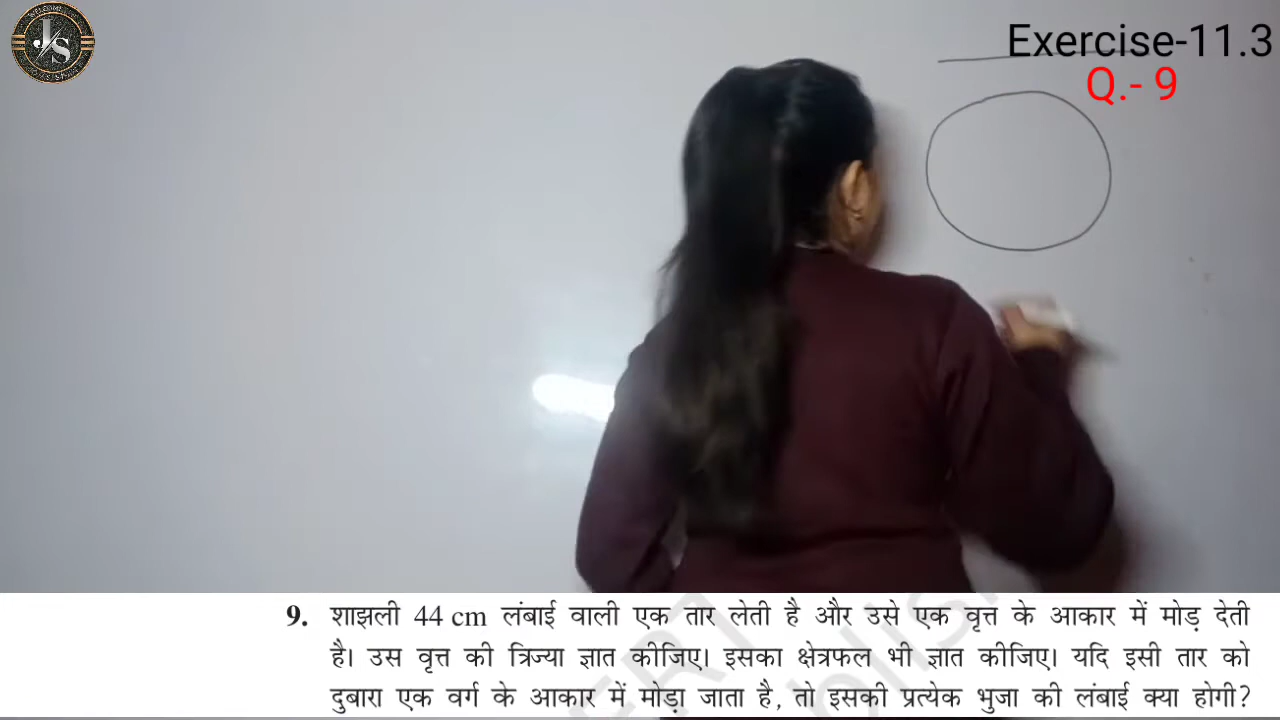 WELCOME
J/S
Exercise-11.3
Q.- 9
9. शाझली 44 cm लंबाई वाली एक तार लेती है और उसे एक वृत्त के आकार में मोड़ देती
है। उस वृत्त की त्रिज्या ज्ञात कीजिए। इसका क्षेत्रफल भी ज्ञात कीजिए। यदि इसी तार को
दुबारा एक वर्ग के आकार में मोड़ा जाता है, तो इसकी प्रत्येक भुजा की लंबाई क्या होगी?